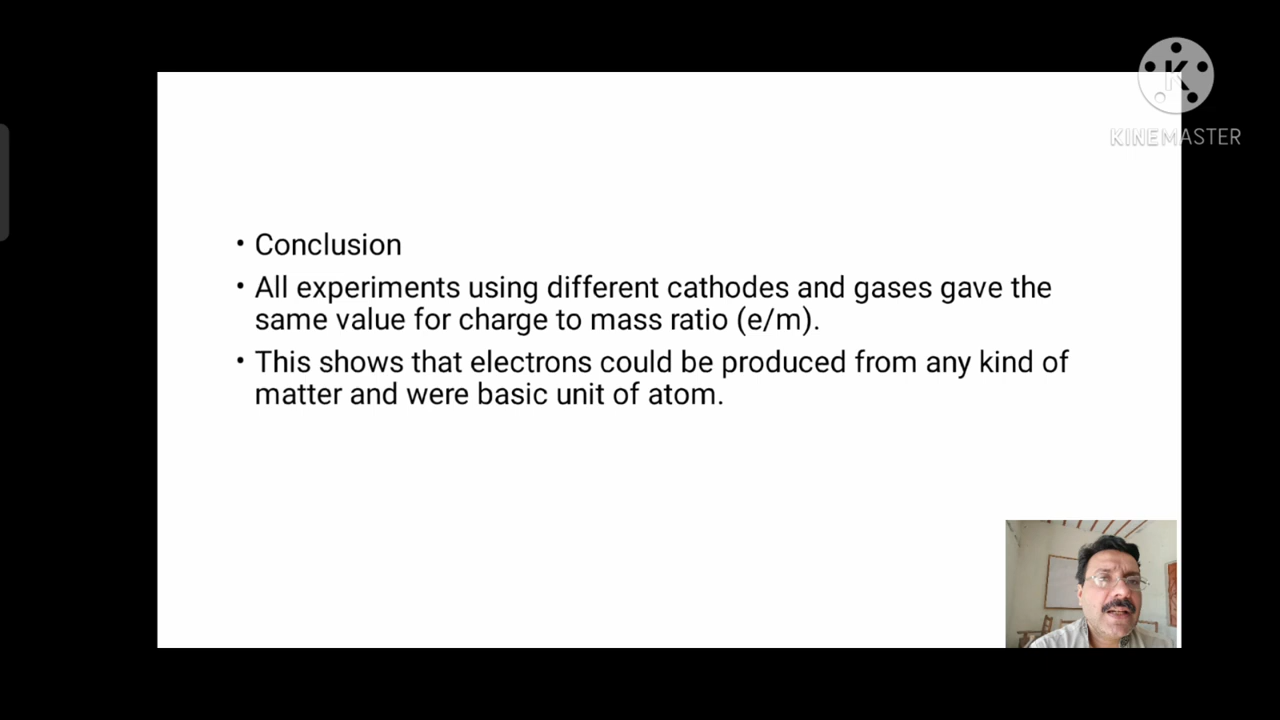 KINEMASTER
• Conclusion
• All experiments using different cathodes and gases gave the
same value for charge to mass ratio (e/m).
• This shows that electrons could be produced from any kind of
matter and were basic unit of atom.